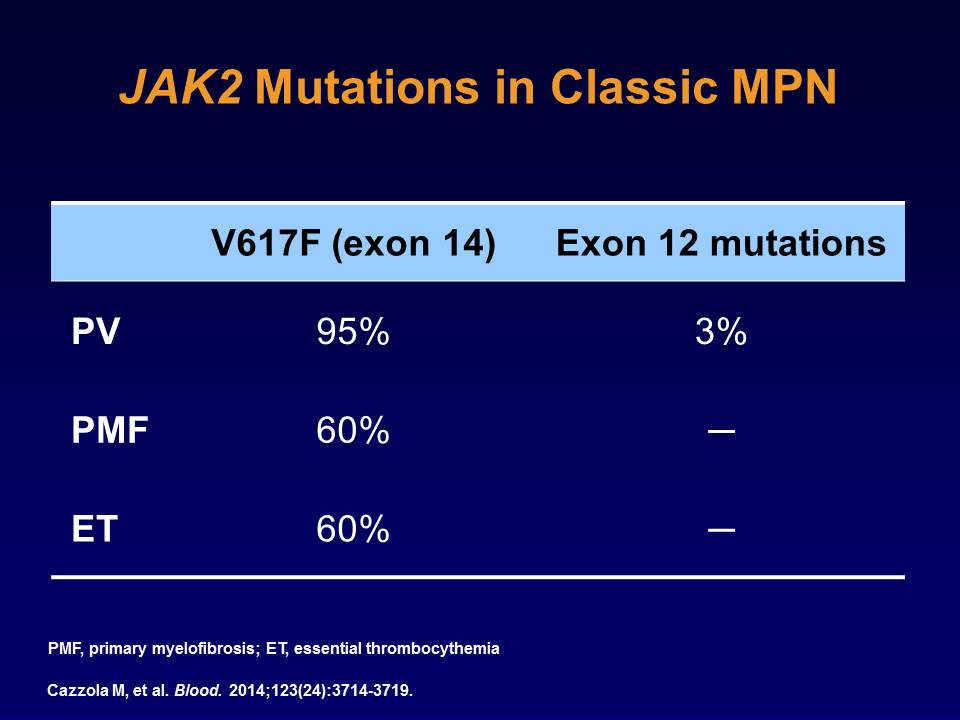 JAK2 Mutations in Classic MPN
V617F (exon 14) Exon 12 mutations
PV 95% 3%
PMF 60% –
ET 60% –
PMF, primary myelofibrosis; ET, essential thrombocythemia
Cazzola M, et al. Blood. 2014;123(24):3714-3719.